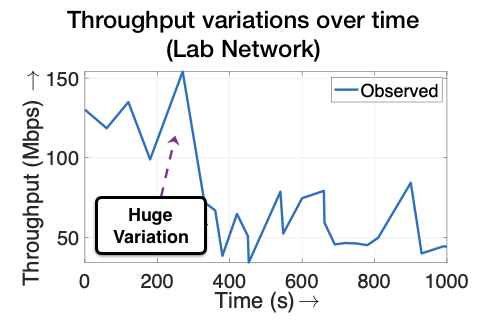 Throughput variations over time
(Lab Network)
Throughput (Mbps) →
150
100
50
Observed
Huge
Variation
0
200
400
600
800
1000
Time (s)→